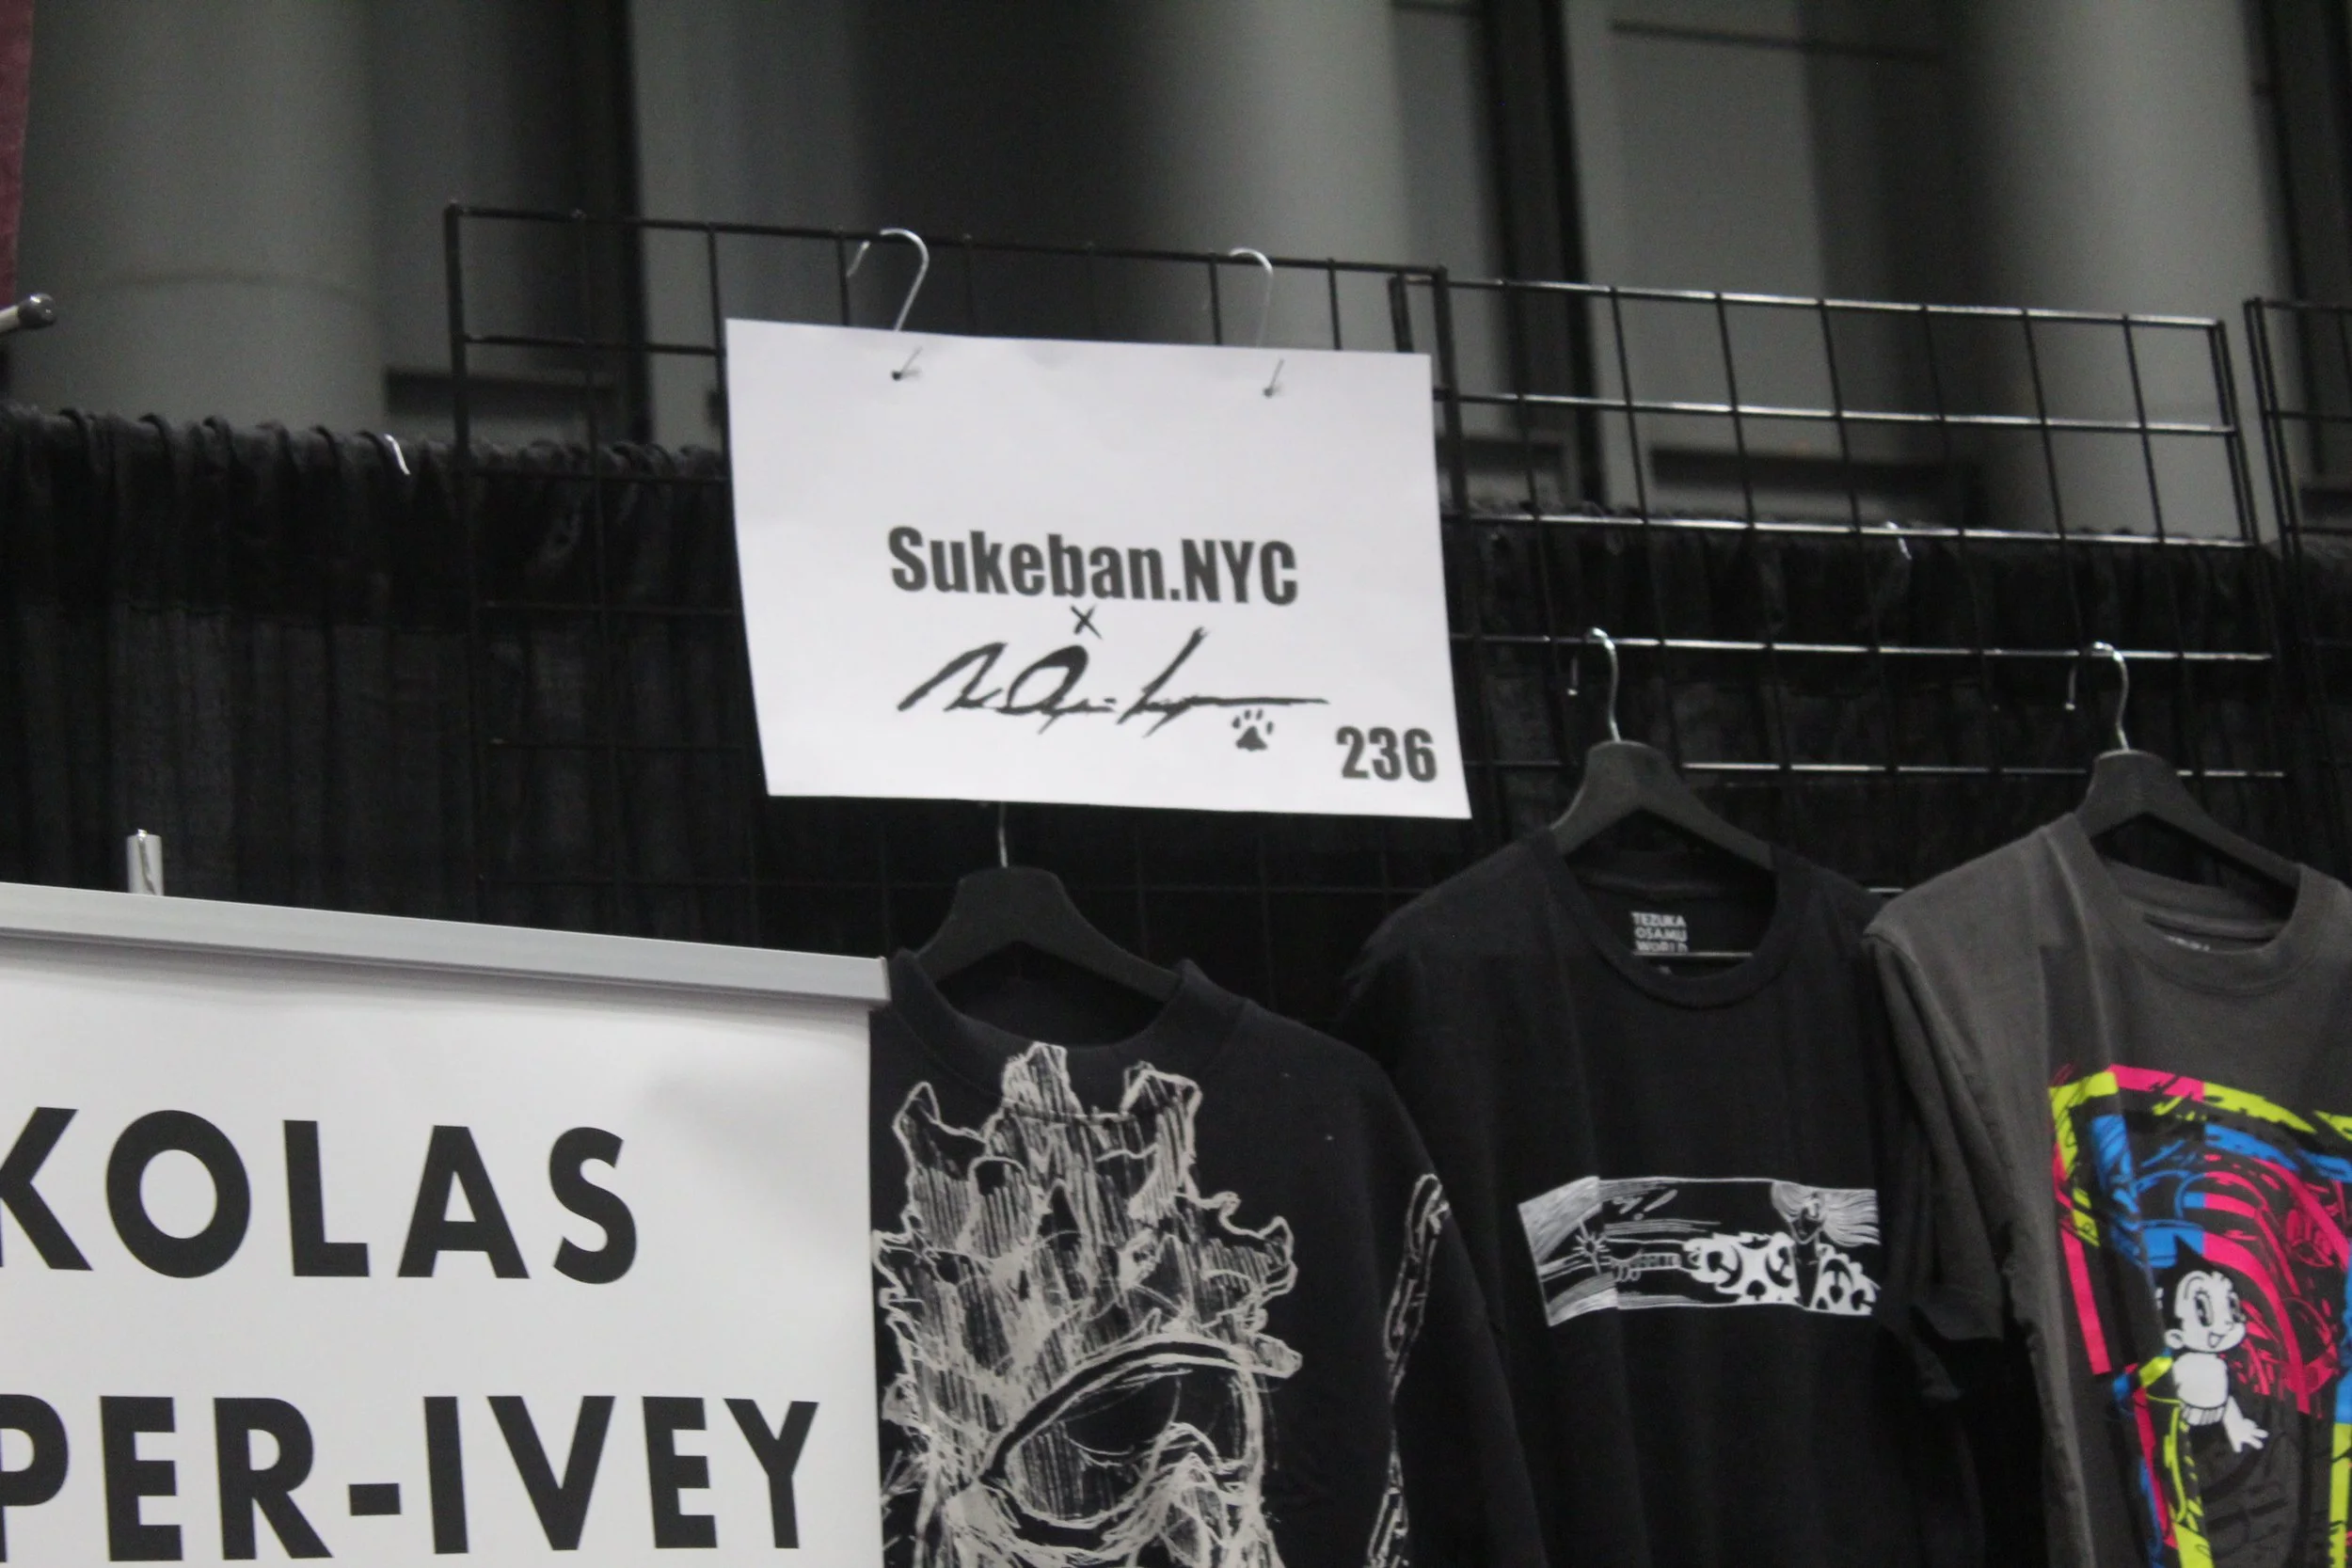 Sukeban.NYC
x
236
TEZUKA
OSAMU
WORLD
KOLAS
PER-IVEY